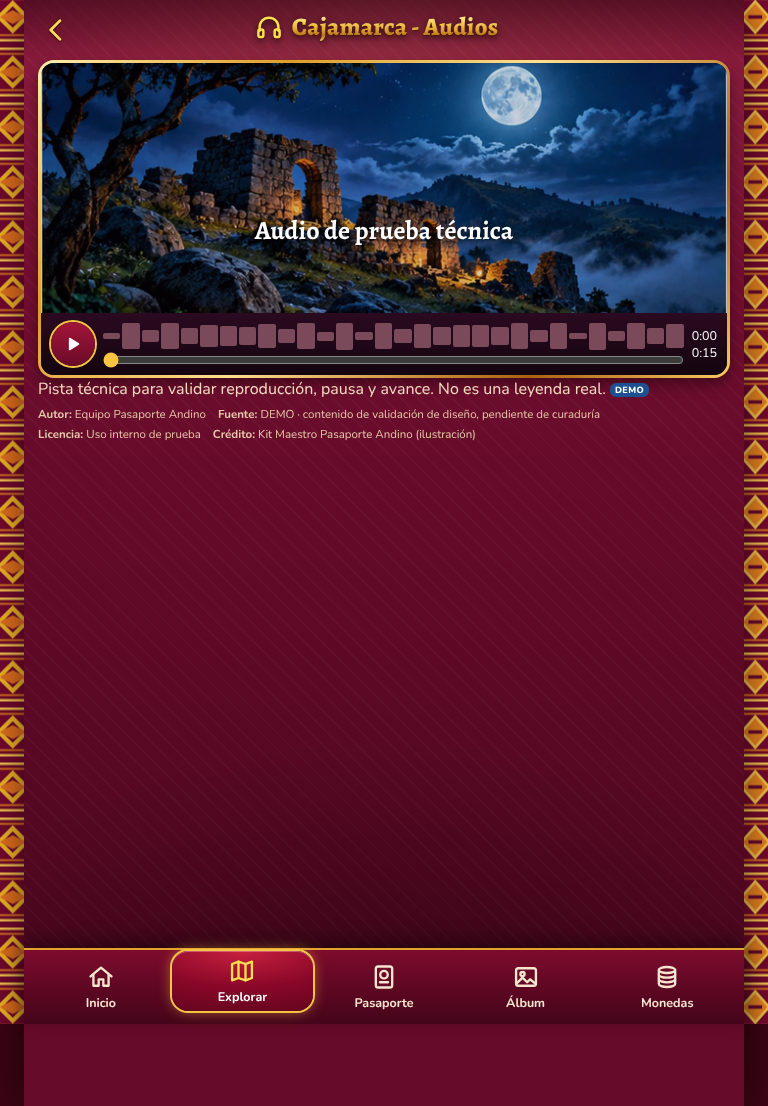 Cajamarca - Audios
Audio de prueba técnica
0:00
0:15
Pista técnica para validar reproducción, pausa y avance. No es una leyenda real. DEMO
Autor: Equipo Pasaporte Andino Fuente: DEMO · contenido de validación de diseño, pendiente de curaduría
Licencia: Uso interno de prueba Crédito: Kit Maestro Pasaporte Andino (ilustración)
Inicio Explorar Pasaporte Álbum Monedas